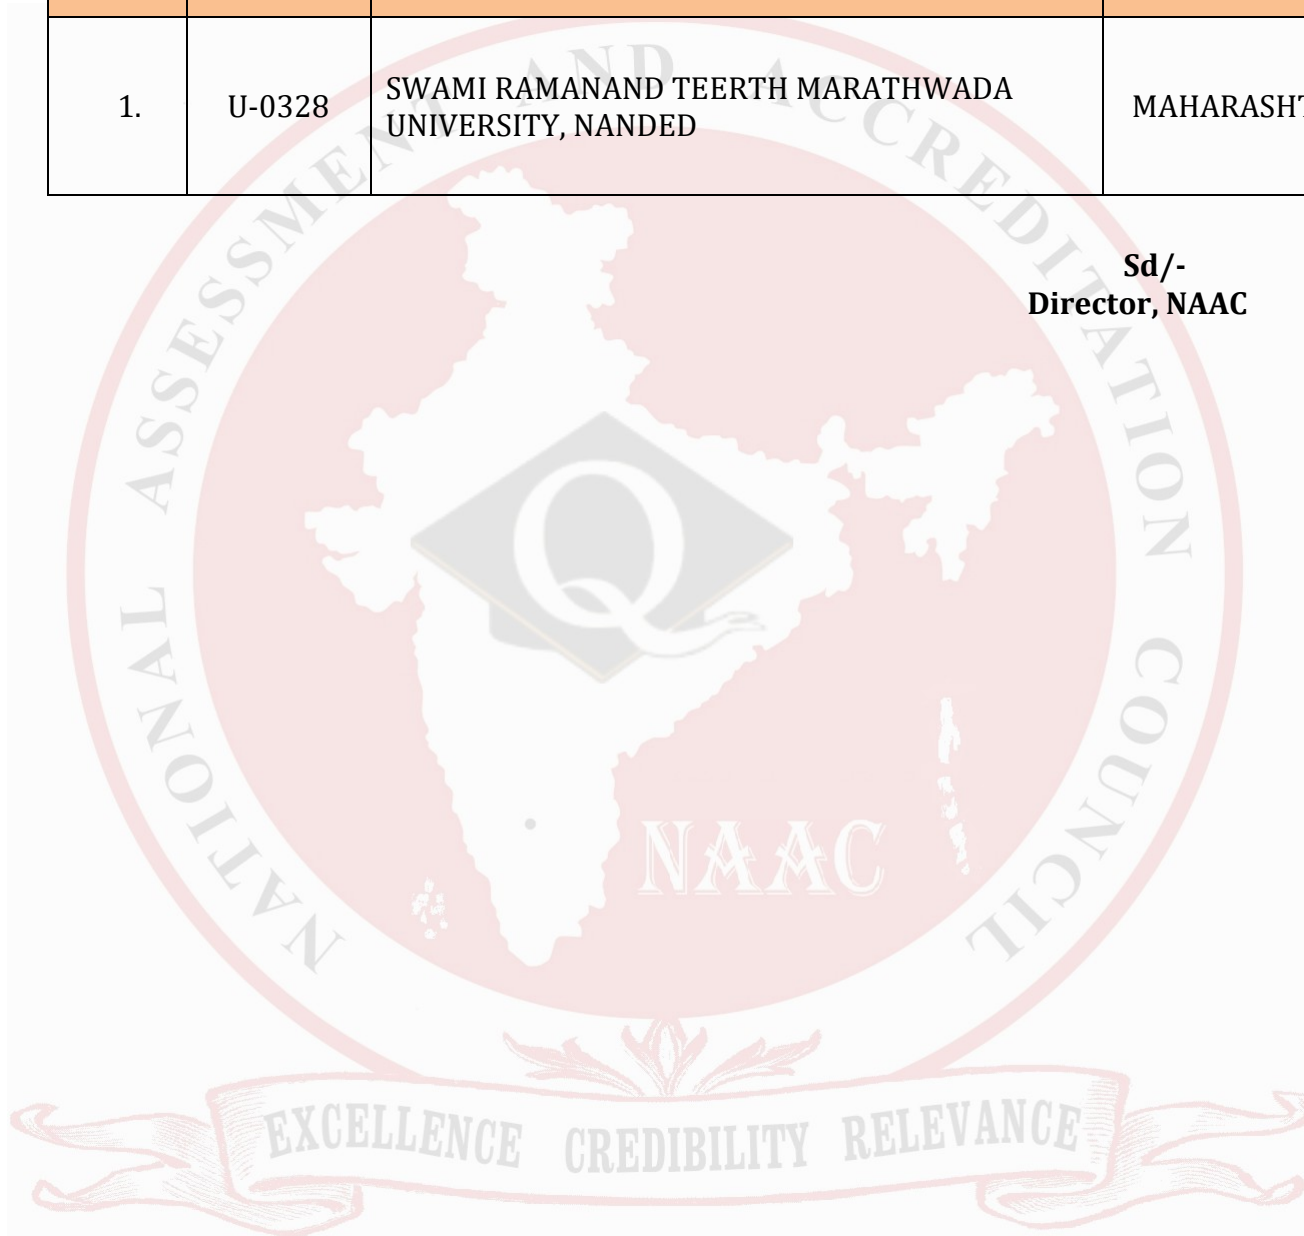 1. U-0328 SWAMI RAMANAND TEERTH MARATHWADA
UNIVERSITY, NANDED
MAHARASHT
Sd/-
Director, NAAC
NATIONAL ASSESSMENT AND ACCREDITATION COUNCIL
NAAC
EXCELLENCE CREDIBILITY RELEVANCE